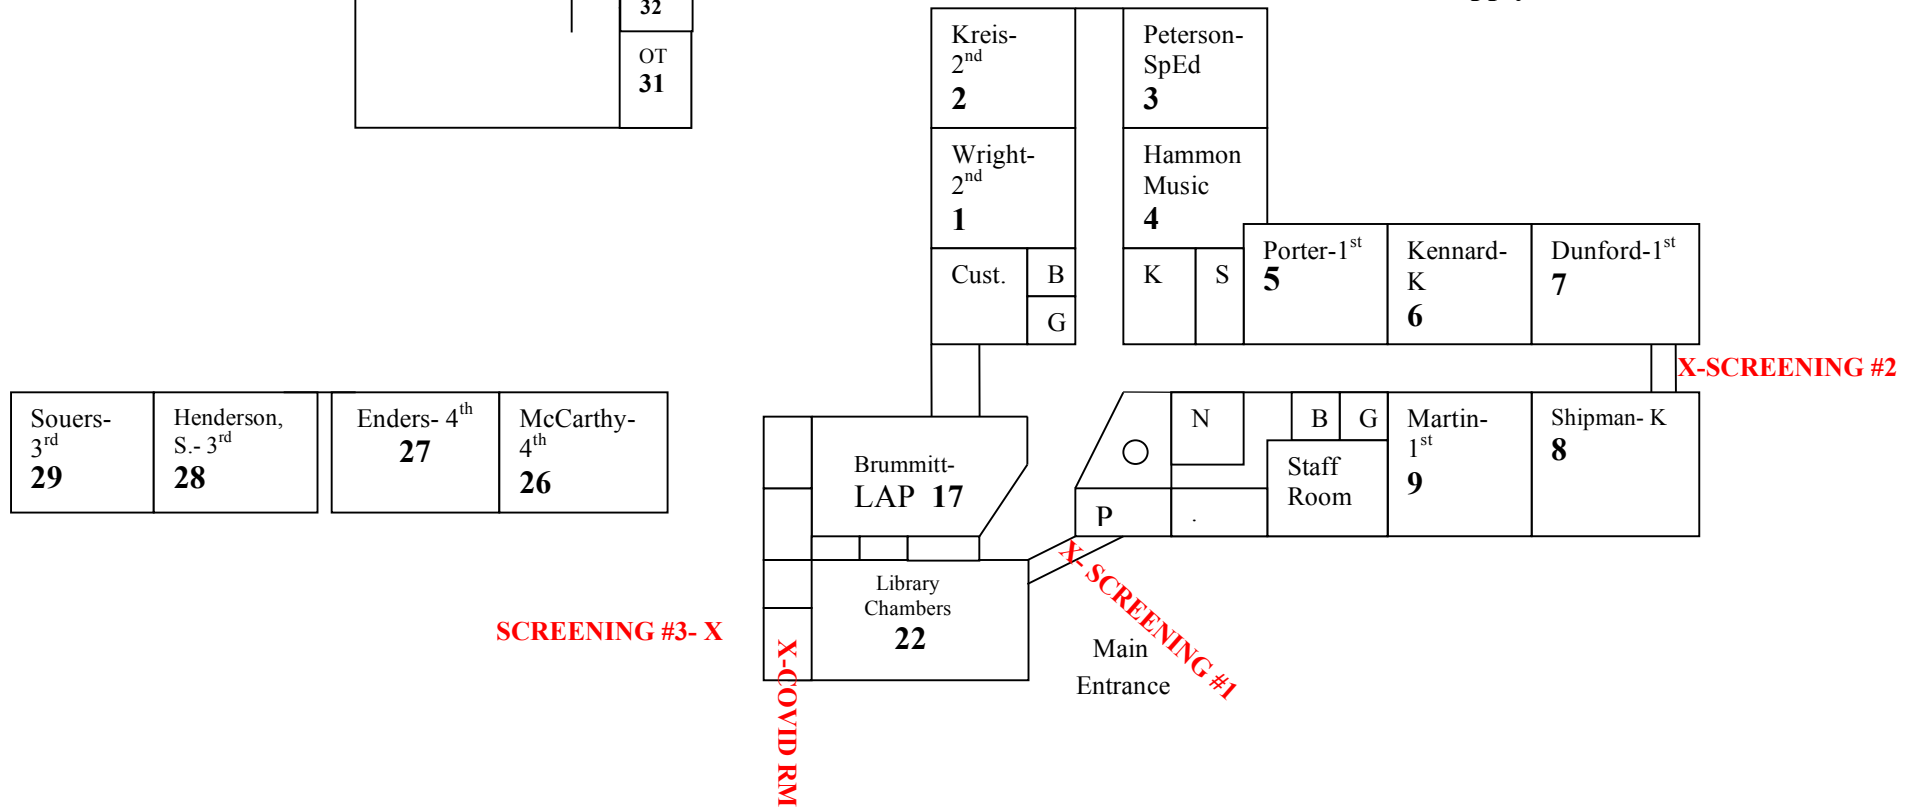 32
OT
31
Kreis-
2nd
2
Peterson-
SpEd
3
Wright-
2nd
1
Hammon
Music
4
Cust.
B
G
K
S
Porter-1st
5
Kennard-
K
6
Dunford-1st
7
X-SCREENING #2
Souers-
3rd
29
Henderson,
S.- 3rd
28
Enders- 4th
27
McCarthy-
4th
26
Brummitt-
LAP 17
N
B
G
Staff
Room
Martin-
1st
9
Shipman- K
8
P
.
Library
Chambers
22
SCREENING #3- X
X-COVID RM
X- SCREENING #1
Main
Entrance